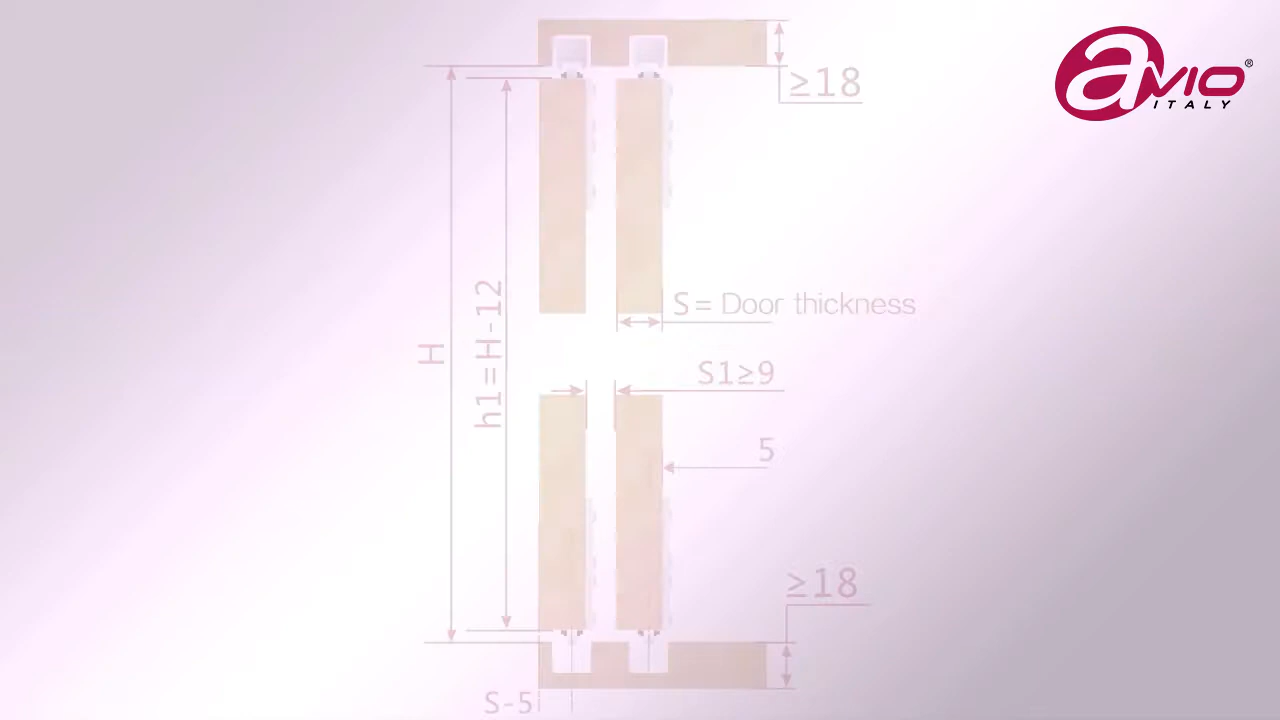 aVIO®
ITALY
≥18
S = Door thickness
H
h1=H-12
S1≥9
5
≥18
S-5